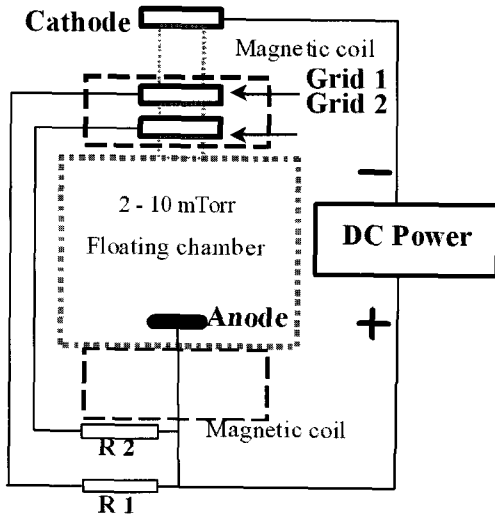 Cathode
Magnetic coil
Grid 1
Grid 2
2 - 10 mTorr
Floating chamber
−
DC Power
Anode
+
Magnetic coil
R 2
R 1